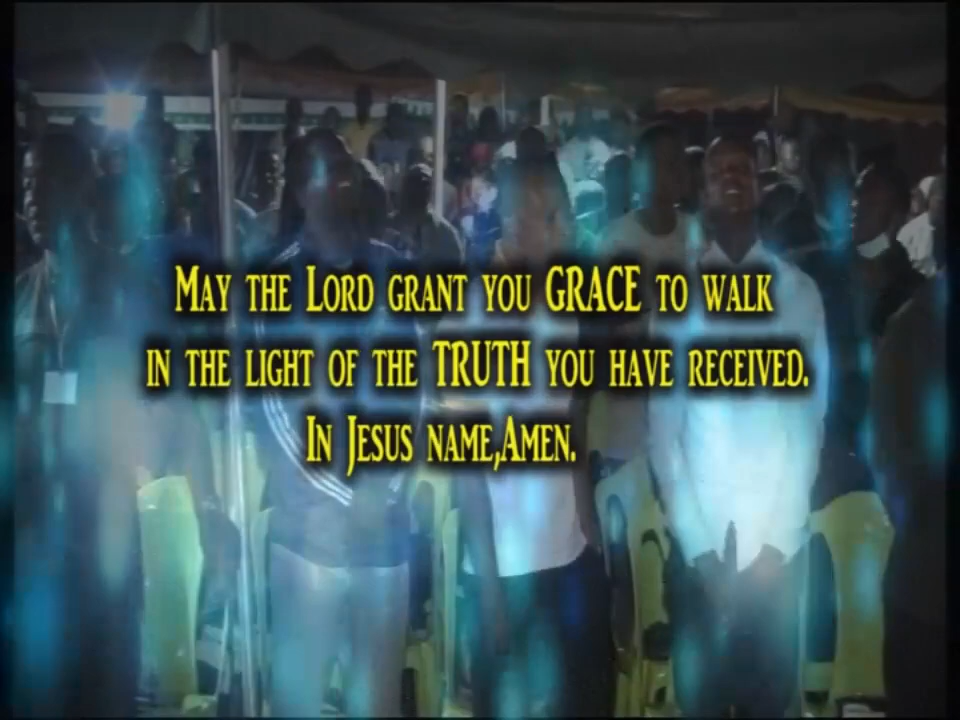 May the Lord grant you GRACE to walk
in the light of the TRUTH you have received.
In Jesus name,Amen.